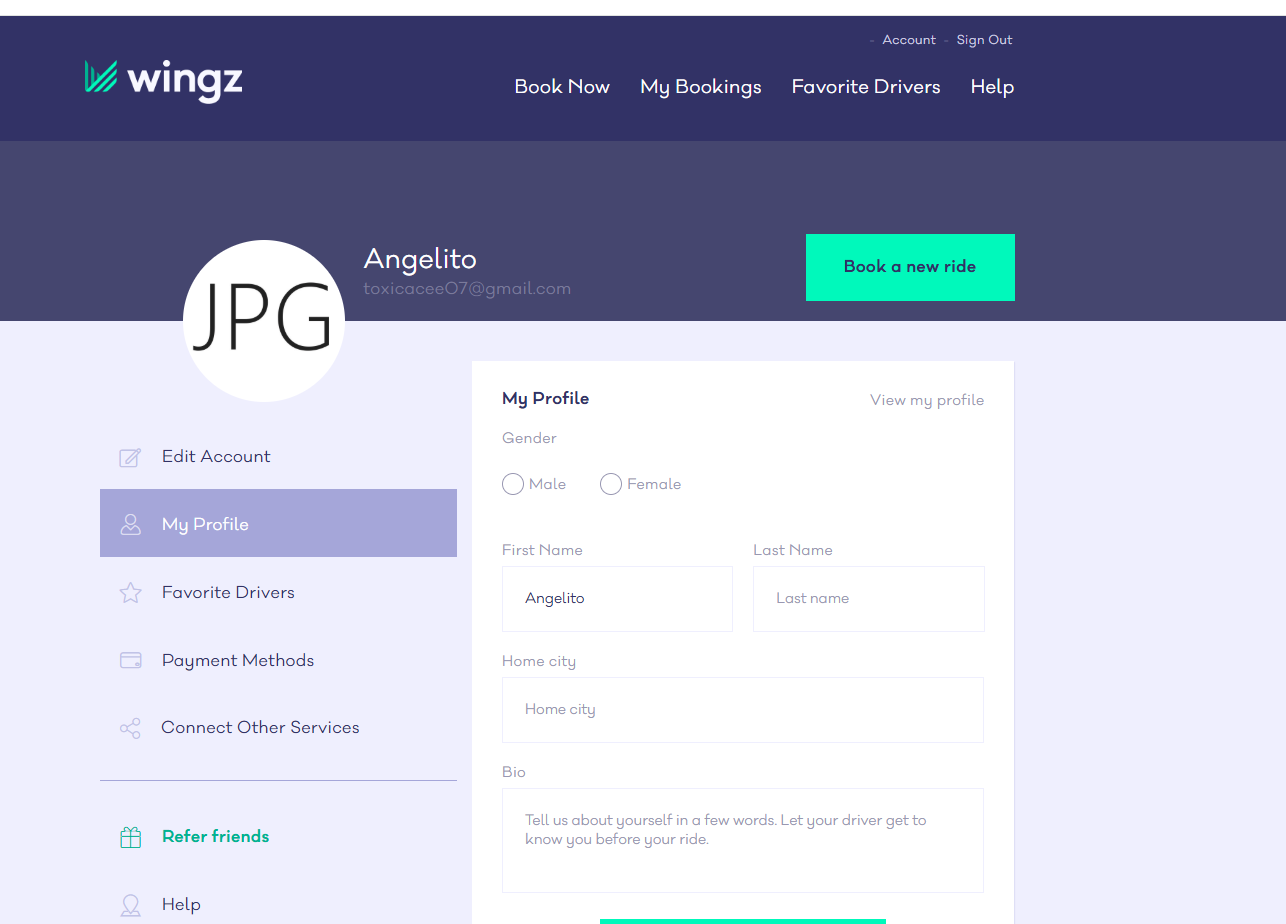 - Account - Sign Out
wingz
Book Now My Bookings Favorite Drivers Help
Angelito
toxicacee07@gmail.com
Book a new ride
JPG
Edit Account
My Profile
Favorite Drivers
Payment Methods
Connect Other Services
Refer friends
Help
My Profile View my profile
Gender
Male Female
First Name Last Name
Angelito Last name
Home city
Home city
Bio
Tell us about yourself in a few words. Let your driver get to
know you before your ride.